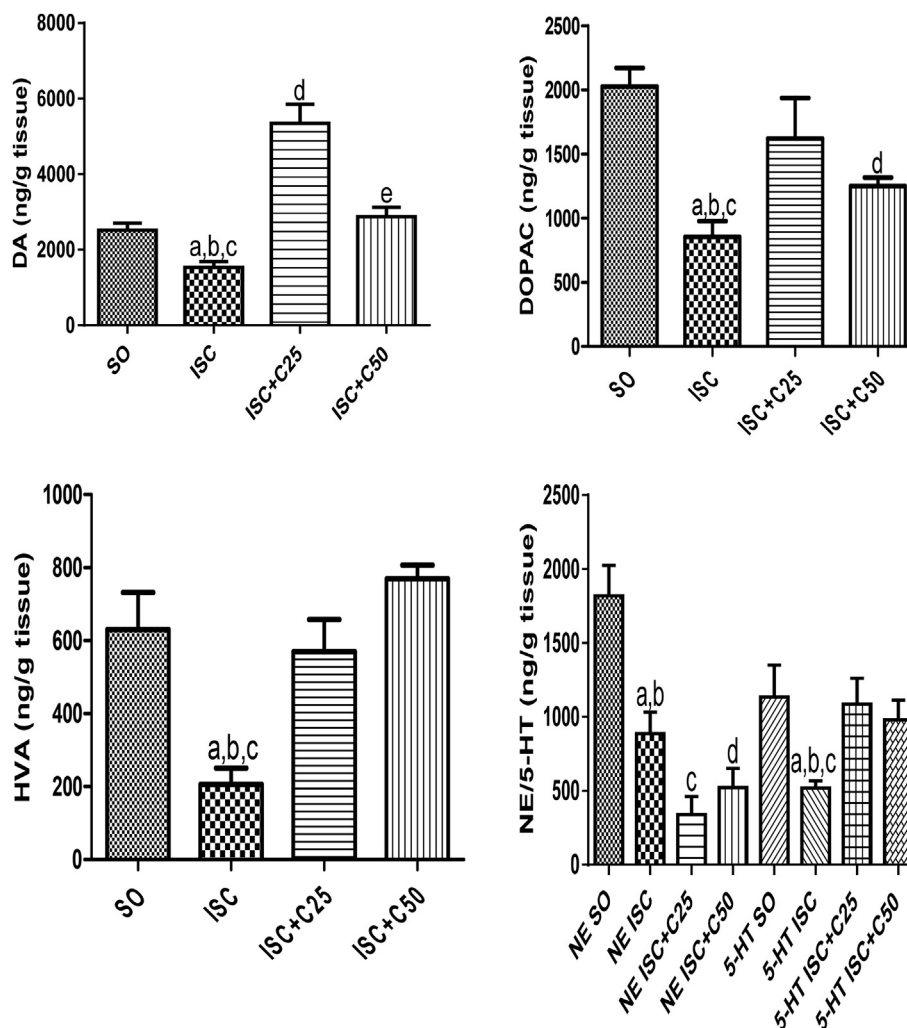 DA (ng/g tissue)
8000
6000
4000
2000
0
a,b,c
d
e
SO
ISC
ISC+C25
ISC+C50
DOPAC (ng/g tissue)
2500
2000
1500
1000
500
0
a,b,c
d
SO
ISC
ISC+C25
ISC+C50
HVA (ng/g tissue)
1000
800
600
400
200
0
a,b,c
SO
ISC
ISC+C25
ISC+C50
NE/5-HT (ng/g tissue)
2500
2000
1500
1000
500
0
a,b
c
d
a,b,c
NE SO
NE ISC
NE ISC+C25
NE ISC+C50
5-HT SO
5-HT ISC
5-HT ISC+C25
5-HT ISC+C50